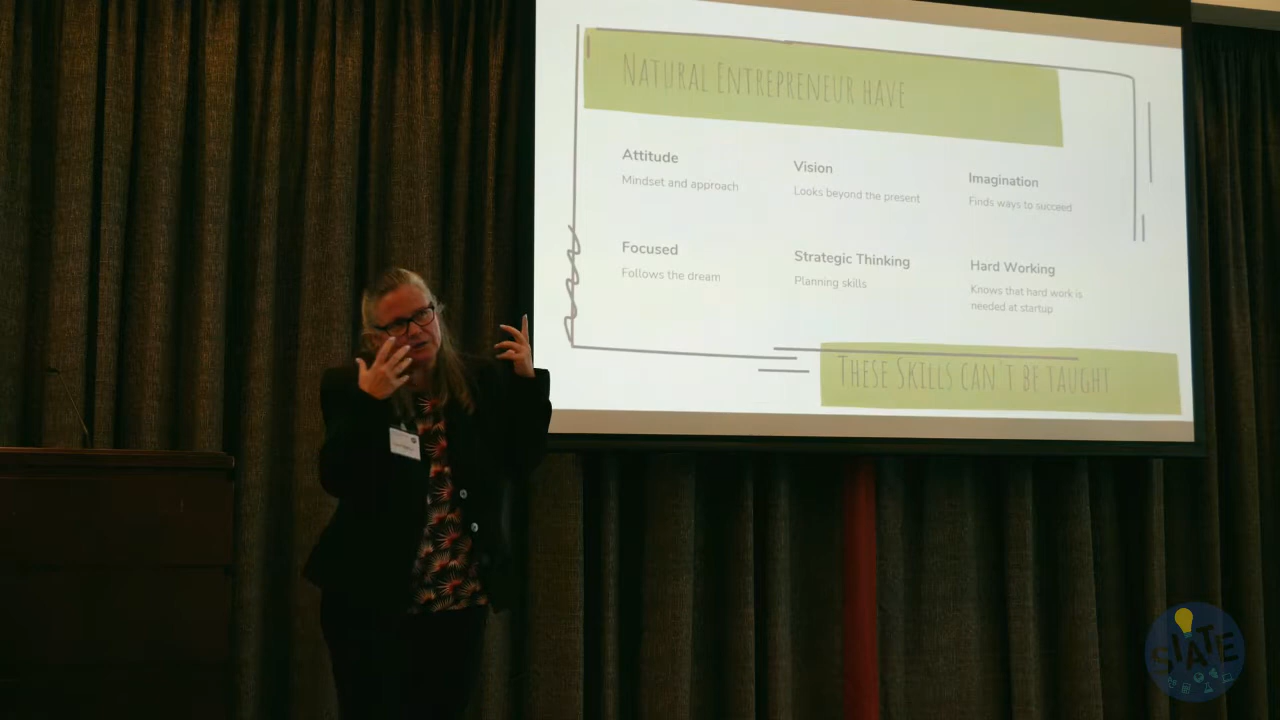 NATURAL ENTREPRENEUR HAVE
Attitude
Mindset and approach
Vision
Looks beyond the present
Imagination
Finds ways to succeed
Focused
Follows the dream
Strategic Thinking
Planning skills
Hard Working
Knows that hard work is
needed at startup
THESE SKILLS CAN'T BE TAUGHT
SIATE